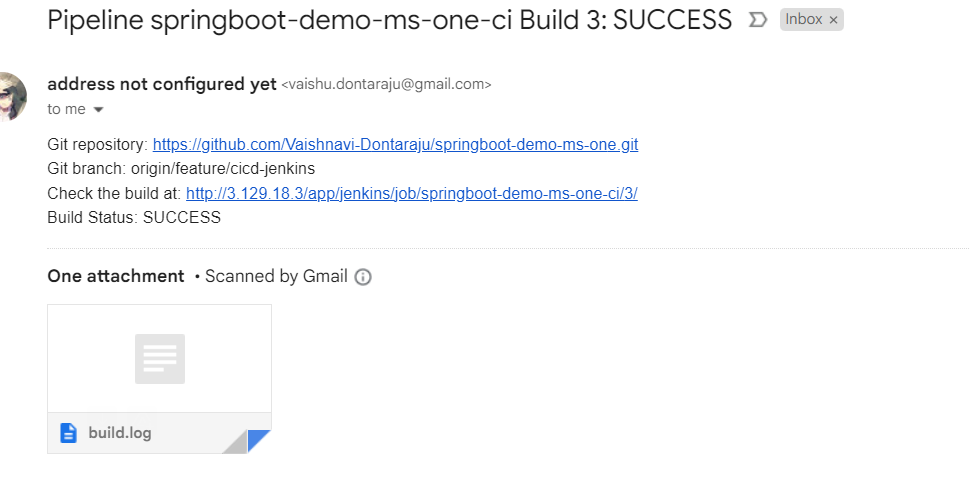 Pipeline springboot-demo-ms-one-ci Build 3: SUCCESS Inbox ×
address not configured yet <vaishu.dontaraju@gmail.com>
to me
Git repository: https://github.com/Vaishnavi-Dontaraju/springboot-demo-ms-one.git
Git branch: origin/feature/cicd-jenkins
Check the build at: http://3.129.18.3/app/jenkins/job/springboot-demo-ms-one-ci/3/
Build Status: SUCCESS
One attachment • Scanned by Gmail
build.log